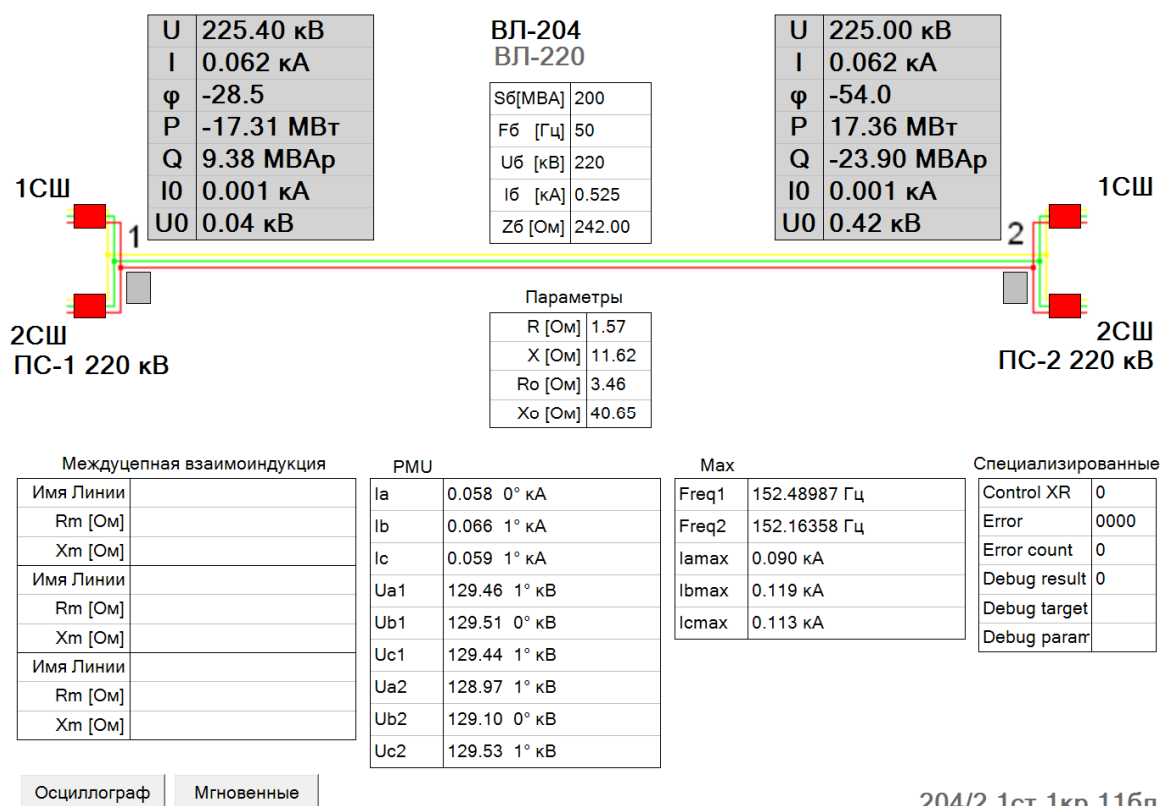 U 225.40 кВ
I 0.062 кА
φ -28.5
P -17.31 МВт
Q 9.38 МВАр
I0 0.001 кА
U0 0.04 кВ
ВЛ-204
ВЛ-220
Sб[МВА] 200
Fб [Гц] 50
Uб [кВ] 220
Iб [кА] 0.525
Zб [Ом] 242.00
U 225.00 кВ
I 0.062 кА
φ -54.0
P 17.36 МВт
Q -23.90 МВАр
I0 0.001 кА
U0 0.42 кВ
1СШ
1
2СШ
ПС-1 220 кВ
1СШ
2
2СШ
ПС-2 220 кВ
Параметры
R [Ом] 1.57
X [Ом] 11.62
Ro [Ом] 3.46
Xo [Ом] 40.65
Междуцепная взаимоиндукция
Имя Линии
Rm [Ом]
Xm [Ом]
Имя Линии
Rm [Ом]
Xm [Ом]
Имя Линии
Rm [Ом]
Xm [Ом]
PMU
Ia 0.058 0° кА
Ib 0.066 1° кА
Ic 0.059 1° кА
Ua1 129.46 1° кВ
Ub1 129.51 0° кВ
Uc1 129.44 1° кВ
Ua2 128.97 1° кВ
Ub2 129.10 0° кВ
Uc2 129.53 1° кВ
Max
Freq1 152.48987 Гц
Freq2 152.16358 Гц
Iamax 0.090 кА
Ibmax 0.119 кА
Icmax 0.113 кА
Специализированные
Control XR 0
Error 0000
Error count 0
Debug result 0
Debug target
Debug param
Осциллограф
Мгновенные
204/2 1ст 1кр 11бл